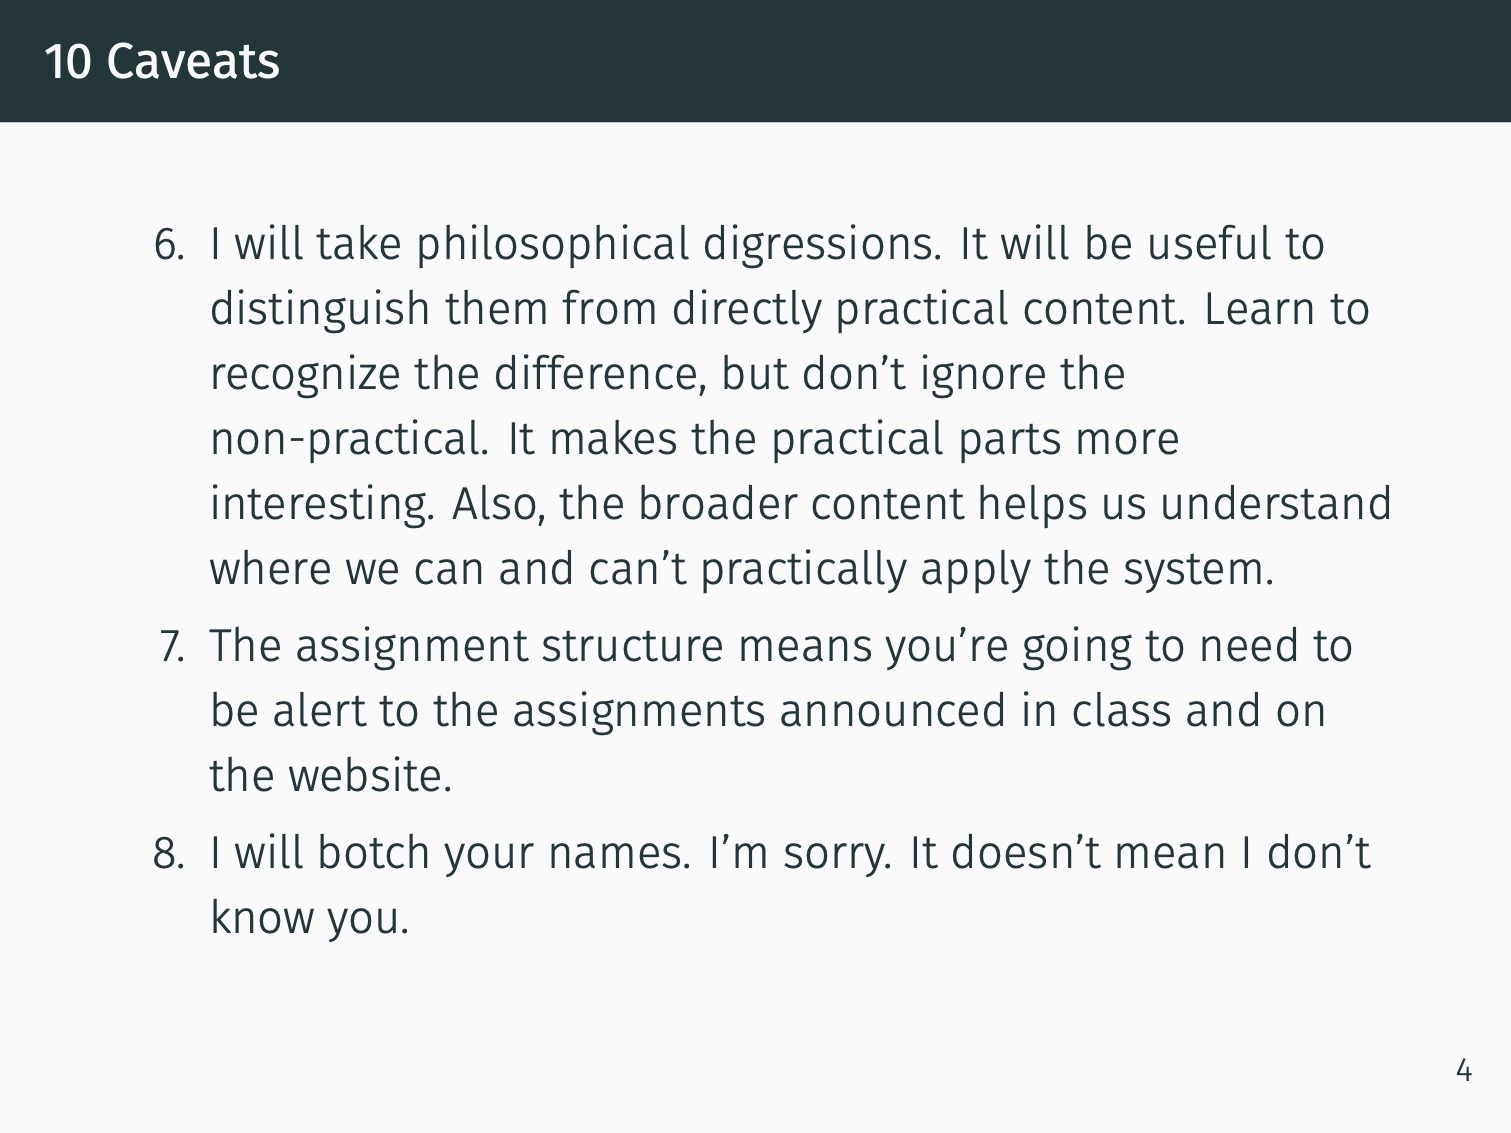 10 Caveats
6. I will take philosophical digressions. It will be useful to
distinguish them from directly practical content. Learn to
recognize the difference, but don’t ignore the
non-practical. It makes the practical parts more
interesting. Also, the broader content helps us understand
where we can and can’t practically apply the system.
7. The assignment structure means you’re going to need to
be alert to the assignments announced in class and on
the website.
8. I will botch your names. I’m sorry. It doesn’t mean I don’t
know you.
4